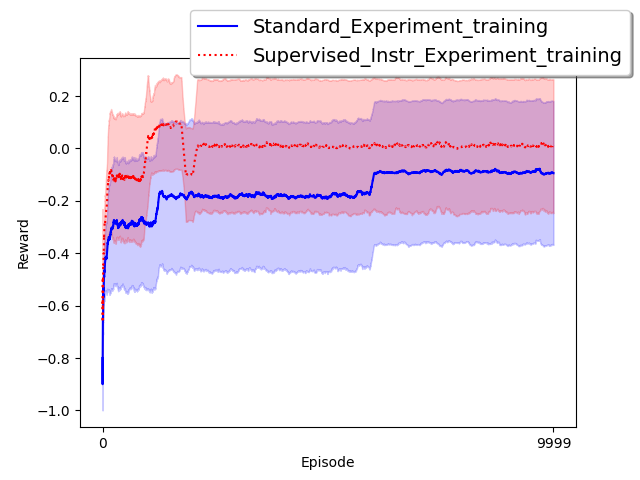 Standard_Experiment_training
Supervised_Instr_Experiment_training
0.2
0.0
−0.2
−0.4
−0.6
−0.8
−1.0
Reward
0
9999
Episode